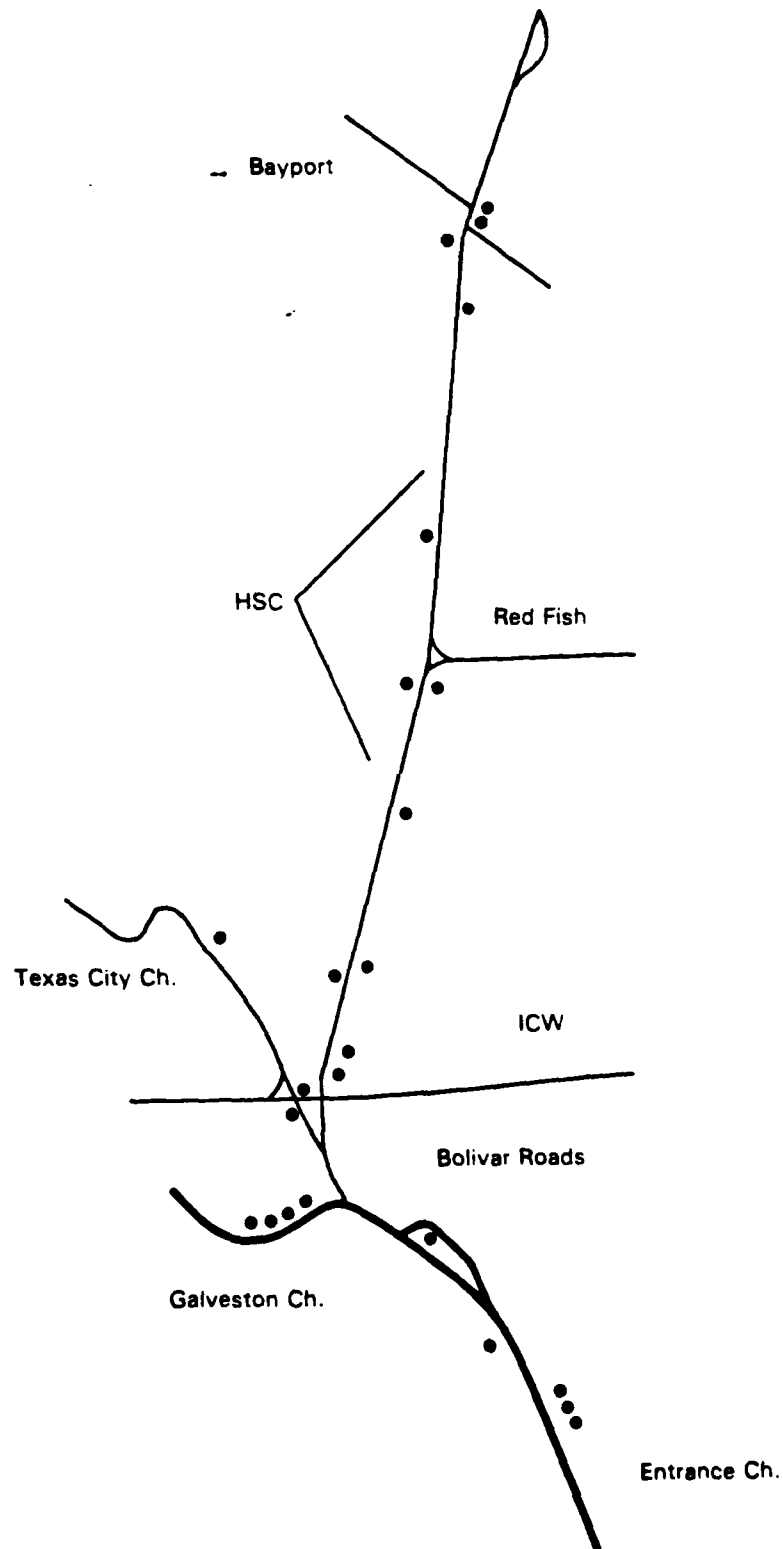 Bayport
HSC
Red Fish
Texas City Ch.
ICW
Bolivar Roads
Galveston Ch.
Entrance Ch.